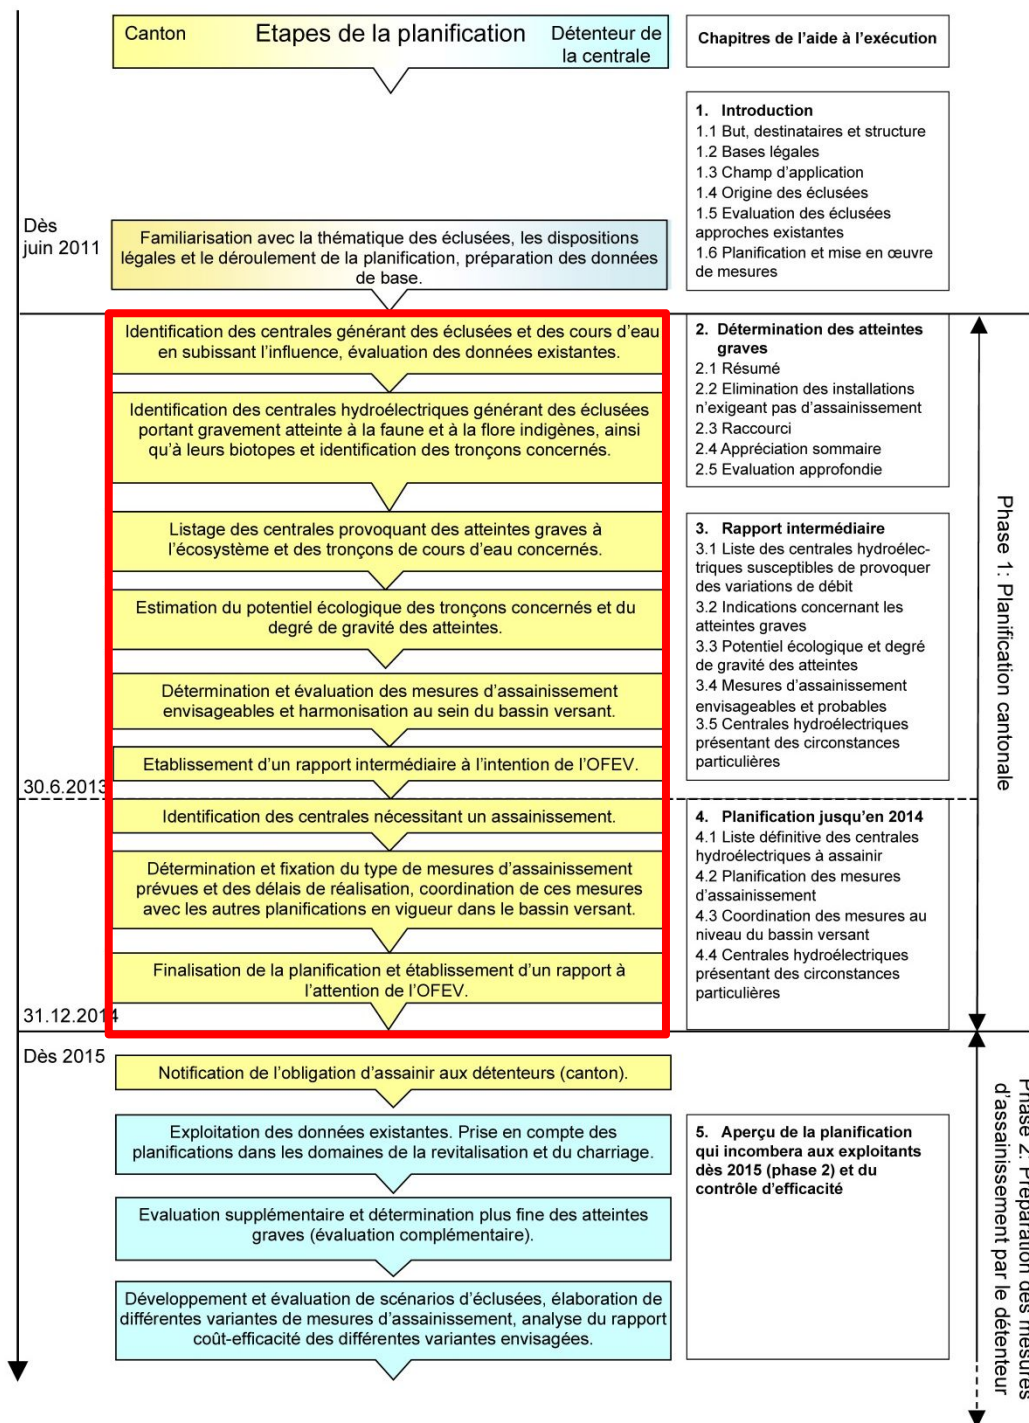 Canton
Etapes de la planification
Détenteur de
la centrale
Chapitres de l'aide à l'exécution
1. Introduction
1.1 But, destinataires et structure
1.2 Bases légales
1.3 Champ d'application
1.4 Origine des éclusées
1.5 Evaluation des éclusées
approches existantes
1.6 Planification et mise en œuvre
de mesures
Dès
juin 2011
Familiarisation avec la thématique des éclusées, les dispositions
légales et le déroulement de la planification, préparation des données
de base.
Identification des centrales générant des éclusées et des cours d'eau
en subissant l'influence, évaluation des données existantes.
Identification des centrales hydroélectriques générant des éclusées
portant gravement atteinte à la faune et à la flore indigènes, ainsi
qu'à leurs biotopes et identification des tronçons concernés.
2. Détermination des atteintes
graves
2.1 Résumé
2.2 Elimination des installations
n'exigeant pas d'assainissement
2.3 Raccourci
2.4 Appréciation sommaire
2.5 Evaluation approfondie
Listage des centrales provoquant des atteintes graves à
l'écosystème et des tronçons de cours d'eau concernés.
Estimation du potentiel écologique des tronçons concernés et du
degré de gravité des atteintes.
Détermination et évaluation des mesures d'assainissement
envisageables et harmonisation au sein du bassin versant.
Etablissement d'un rapport intermédiaire à l'intention de l'OFEV.
3. Rapport intermédiaire
3.1 Liste des centrales hydroélec-
triques susceptibles de provoquer
des variations de débit
3.2 Indications concernant les
atteintes graves
3.3 Potentiel écologique et degré
de gravité des atteintes
3.4 Mesures d'assainissement
envisageables et probables
3.5 Centrales hydroélectriques
présentant des circonstances
particulières
Phase 1: Planification cantonale
30.6.2013
Identification des centrales nécessitant un assainissement.
Détermination et fixation du type de mesures d'assainissement
prévues et des délais de réalisation, coordination de ces mesures
avec les autres planifications en vigueur dans le bassin versant.
Finalisation de la planification et établissement d'un rapport à
l'attention de l'OFEV.
4. Planification jusqu'en 2014
4.1 Liste définitive des centrales
hydroélectriques à assainir
4.2 Planification des mesures
d'assainissement
4.3 Coordination des mesures au
niveau du bassin versant
4.4 Centrales hydroélectriques
présentant des circonstances
particulières
31.12.2014
Dès 2015
Notification de l'obligation d'assainir aux détenteurs (canton).
Exploitation des données existantes. Prise en compte des
planifications dans les domaines de la revitalisation et du charriage.
Evaluation supplémentaire et détermination plus fine des atteintes
graves (évaluation complémentaire).
Développement et évaluation de scénarios d'éclusées, élaboration de
différentes variantes de mesures d'assainissement, analyse du rapport
coût-efficacité des différentes variantes envisagées.
5. Aperçu de la planification
qui incombera aux exploitants
dès 2015 (phase 2) et du
contrôle d'efficacité
Phase 2: Préparation des mesures
d'assainissement par le détenteur